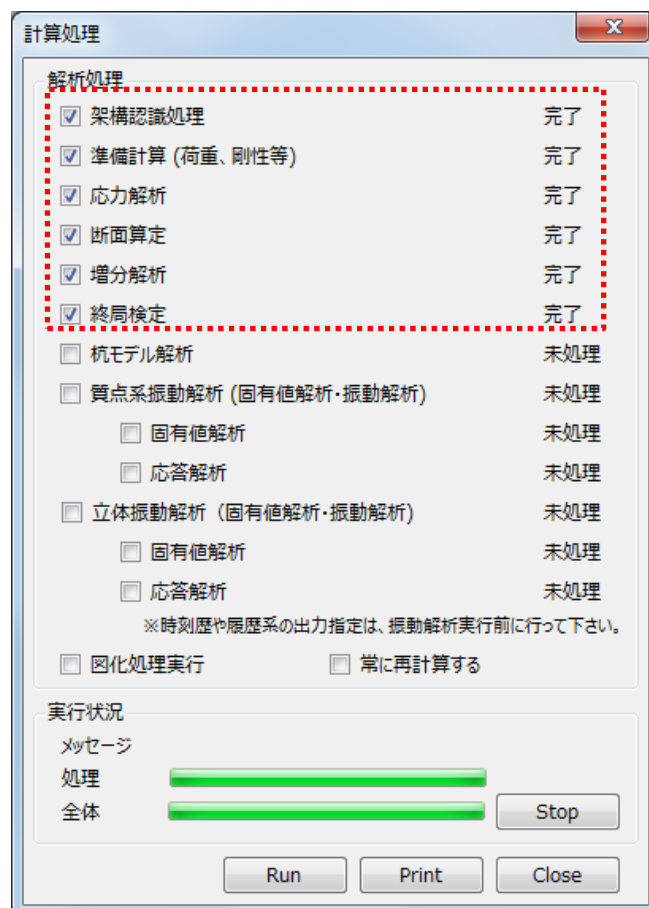 計算処理
解析処理
架構認識処理 完了
準備計算 (荷重、剛性等) 完了
応力解析 完了
断面算定 完了
増分解析 完了
終局検定 完了
杭モデル解析 未処理
質点系振動解析 (固有値解析・振動解析) 未処理
固有値解析 未処理
応答解析 未処理
立体振動解析 (固有値解析・振動解析) 未処理
固有値解析 未処理
応答解析 未処理
※時刻歴や履歴系の出力指定は、振動解析実行前に行って下さい。
図化処理実行 常に再計算する
実行状況
メッセージ
処理
全体 Stop
Run Print Close